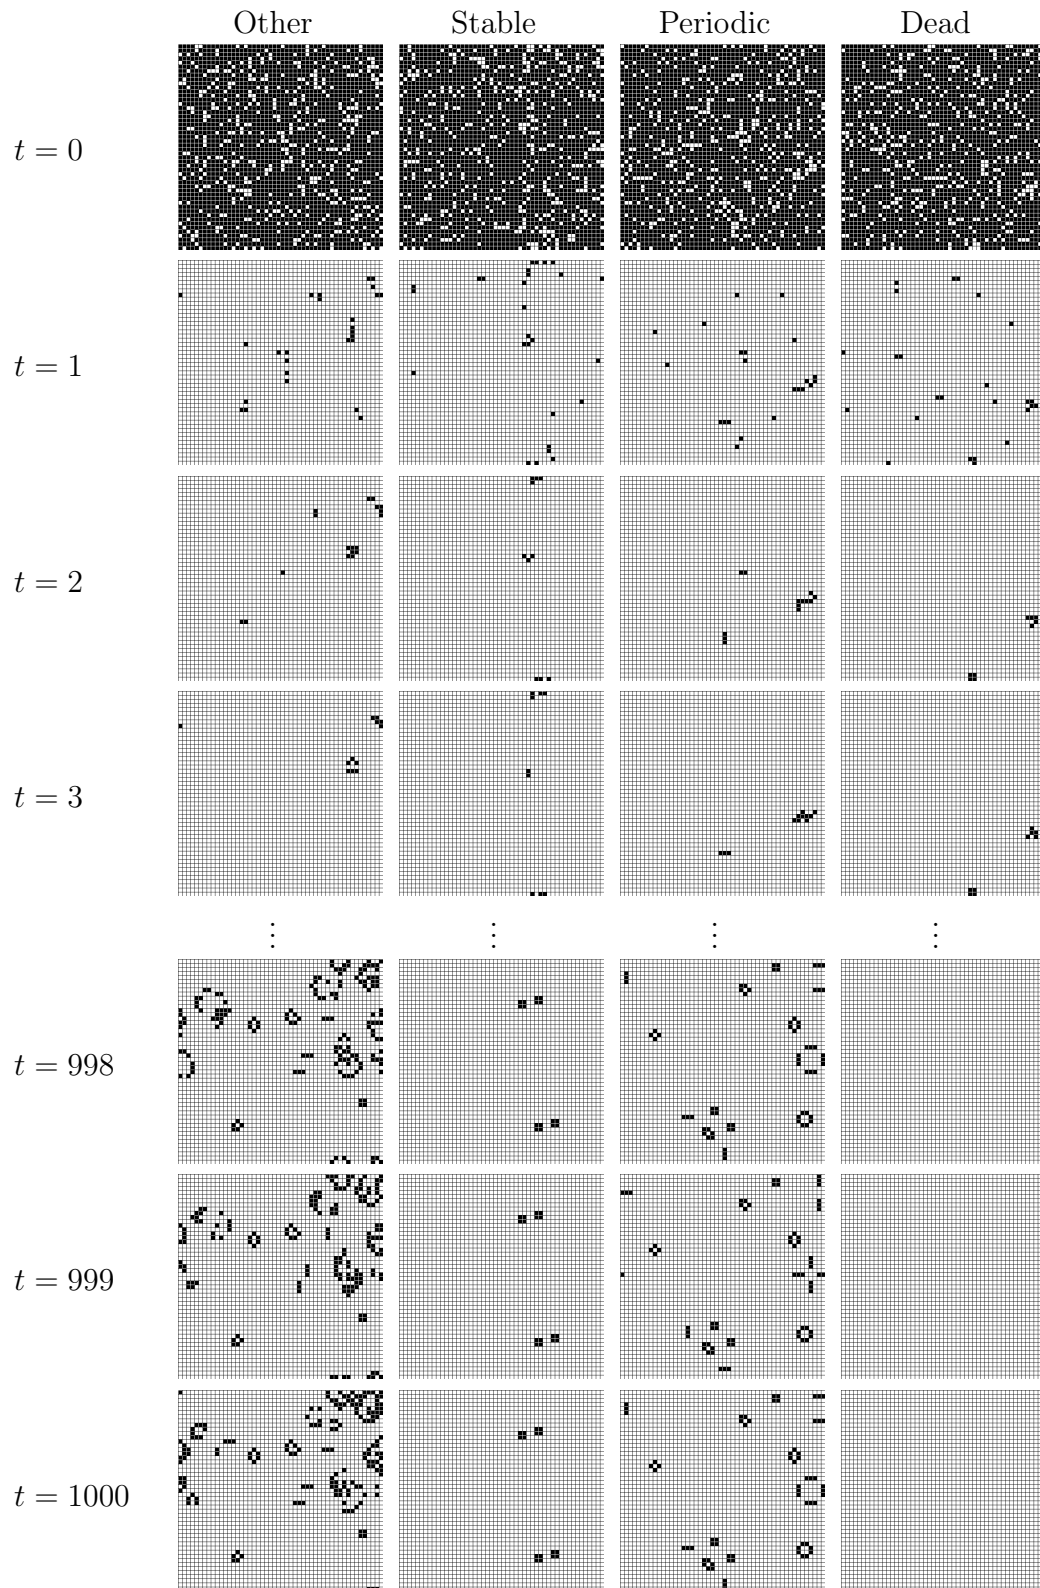 Other Stable Periodic Dead
t = 0
t = 1
t = 2
t = 3
⋮ ⋮ ⋮ ⋮
t = 998
t = 999
t = 1000